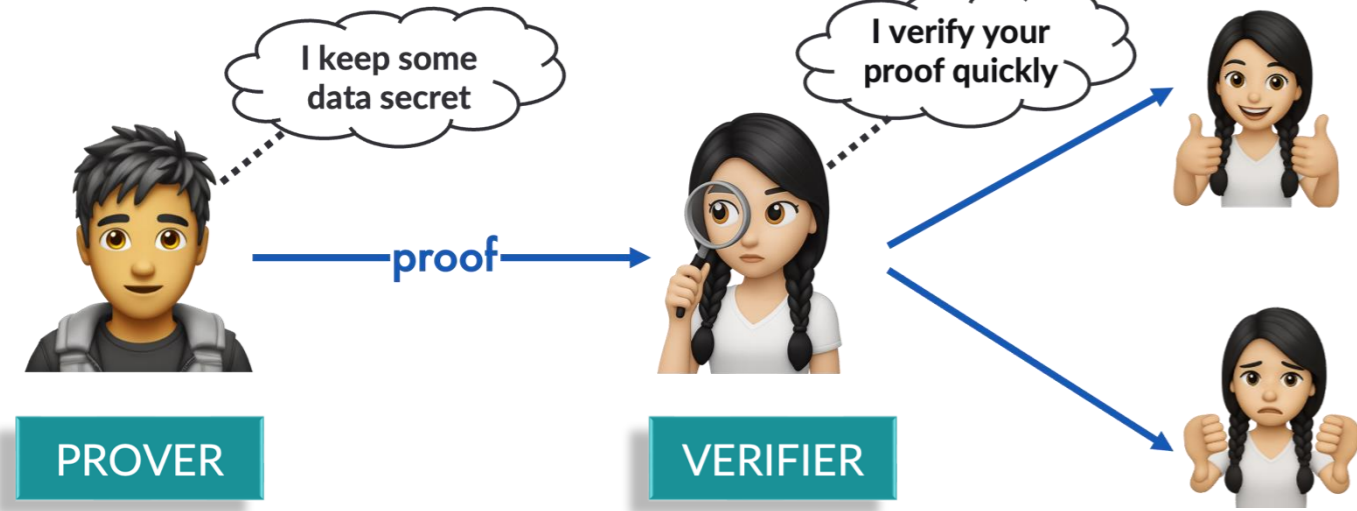 I keep some
data secret
I verify your
proof quickly
proof
PROVER
VERIFIER